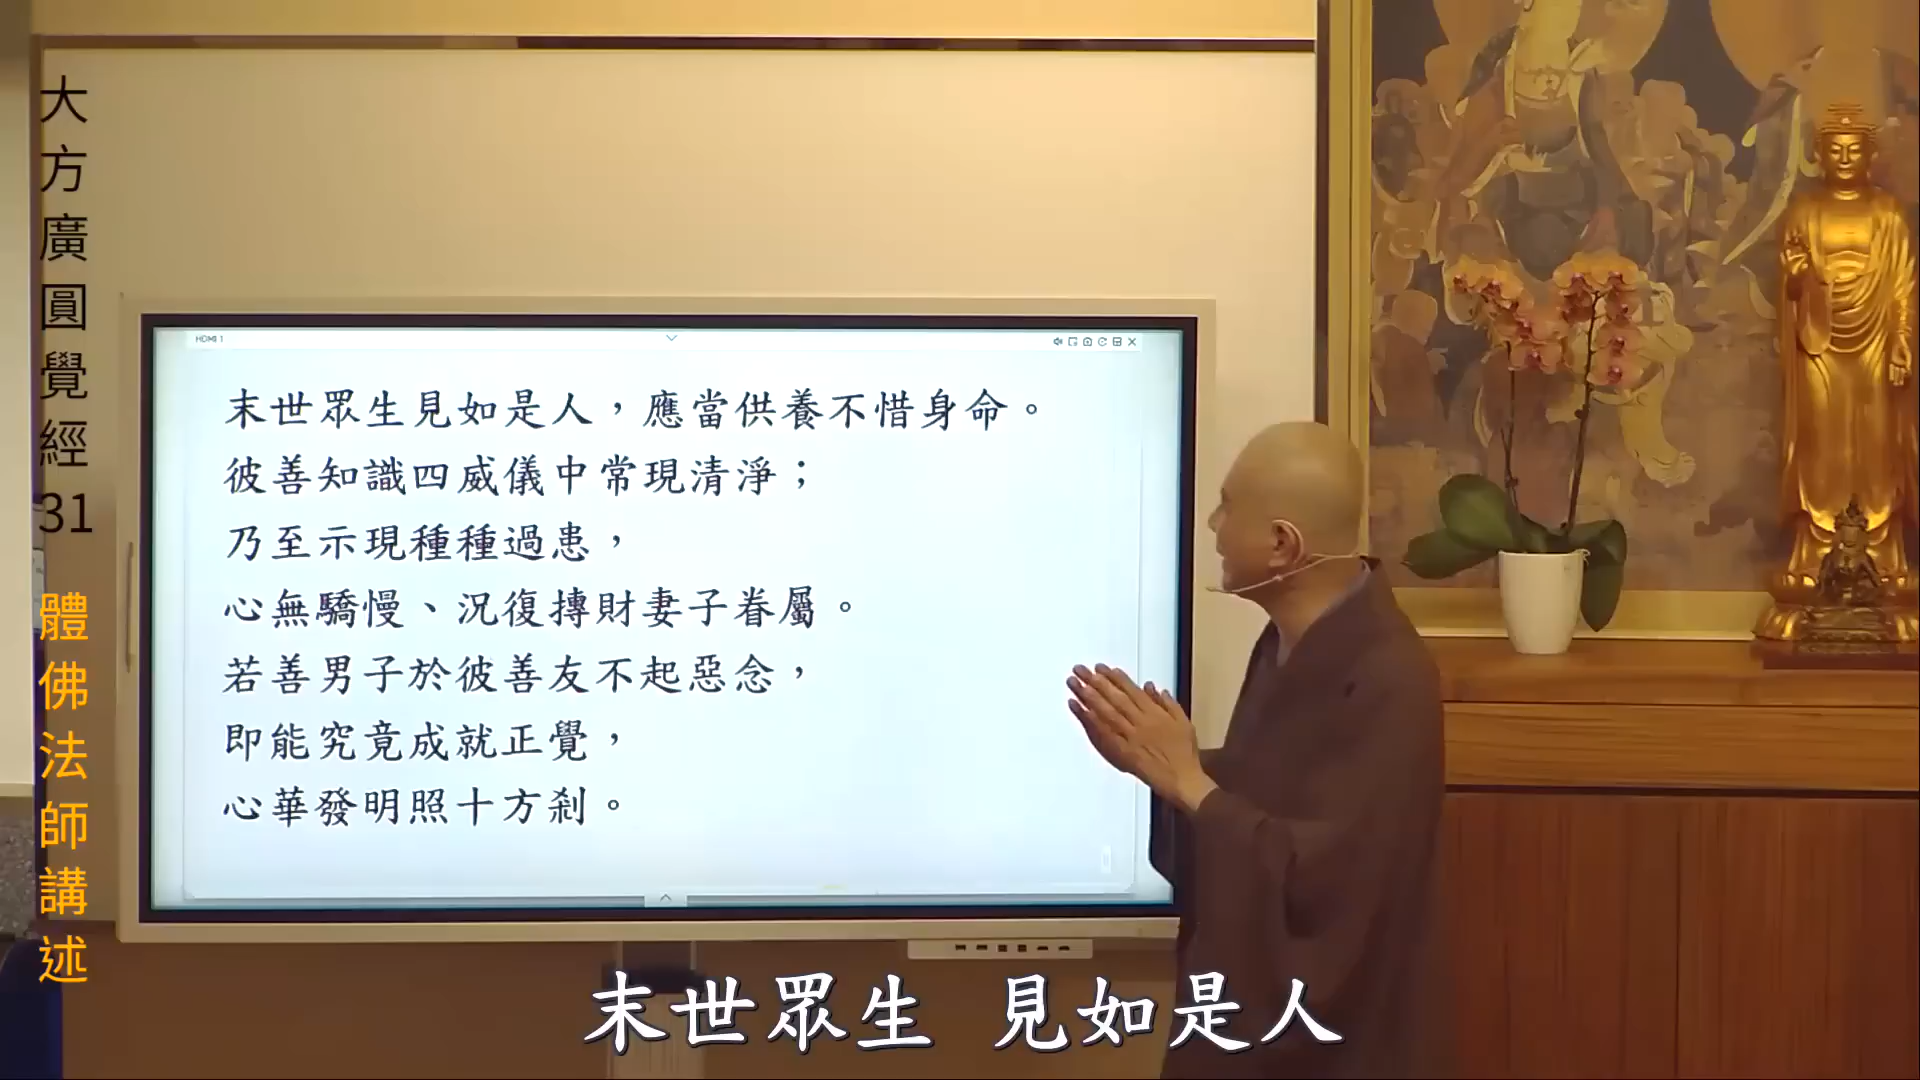 大方廣圓覺經31 體佛法師講述
HDMI 1
末世眾生見如是人，應當供養不惜身命。
彼善知識四威儀中常現清淨；
乃至示現種種過患，
心無驕慢、況復摶財妻子眷屬。
若善男子於彼善友不起惡念，
即能究竟成就正覺，
心華發明照十方剎。
末世眾生 見如是人